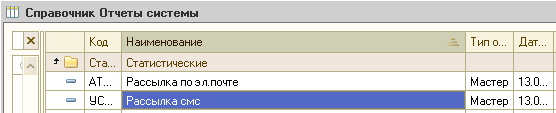 Справочник Отчеты системы
Код Наименование Тип о... Дат...
Ста... Статистические
АТ... Рассылка по эл.почте Мастер 13.0...
УС... Рассылка смс Мастер 13.0...